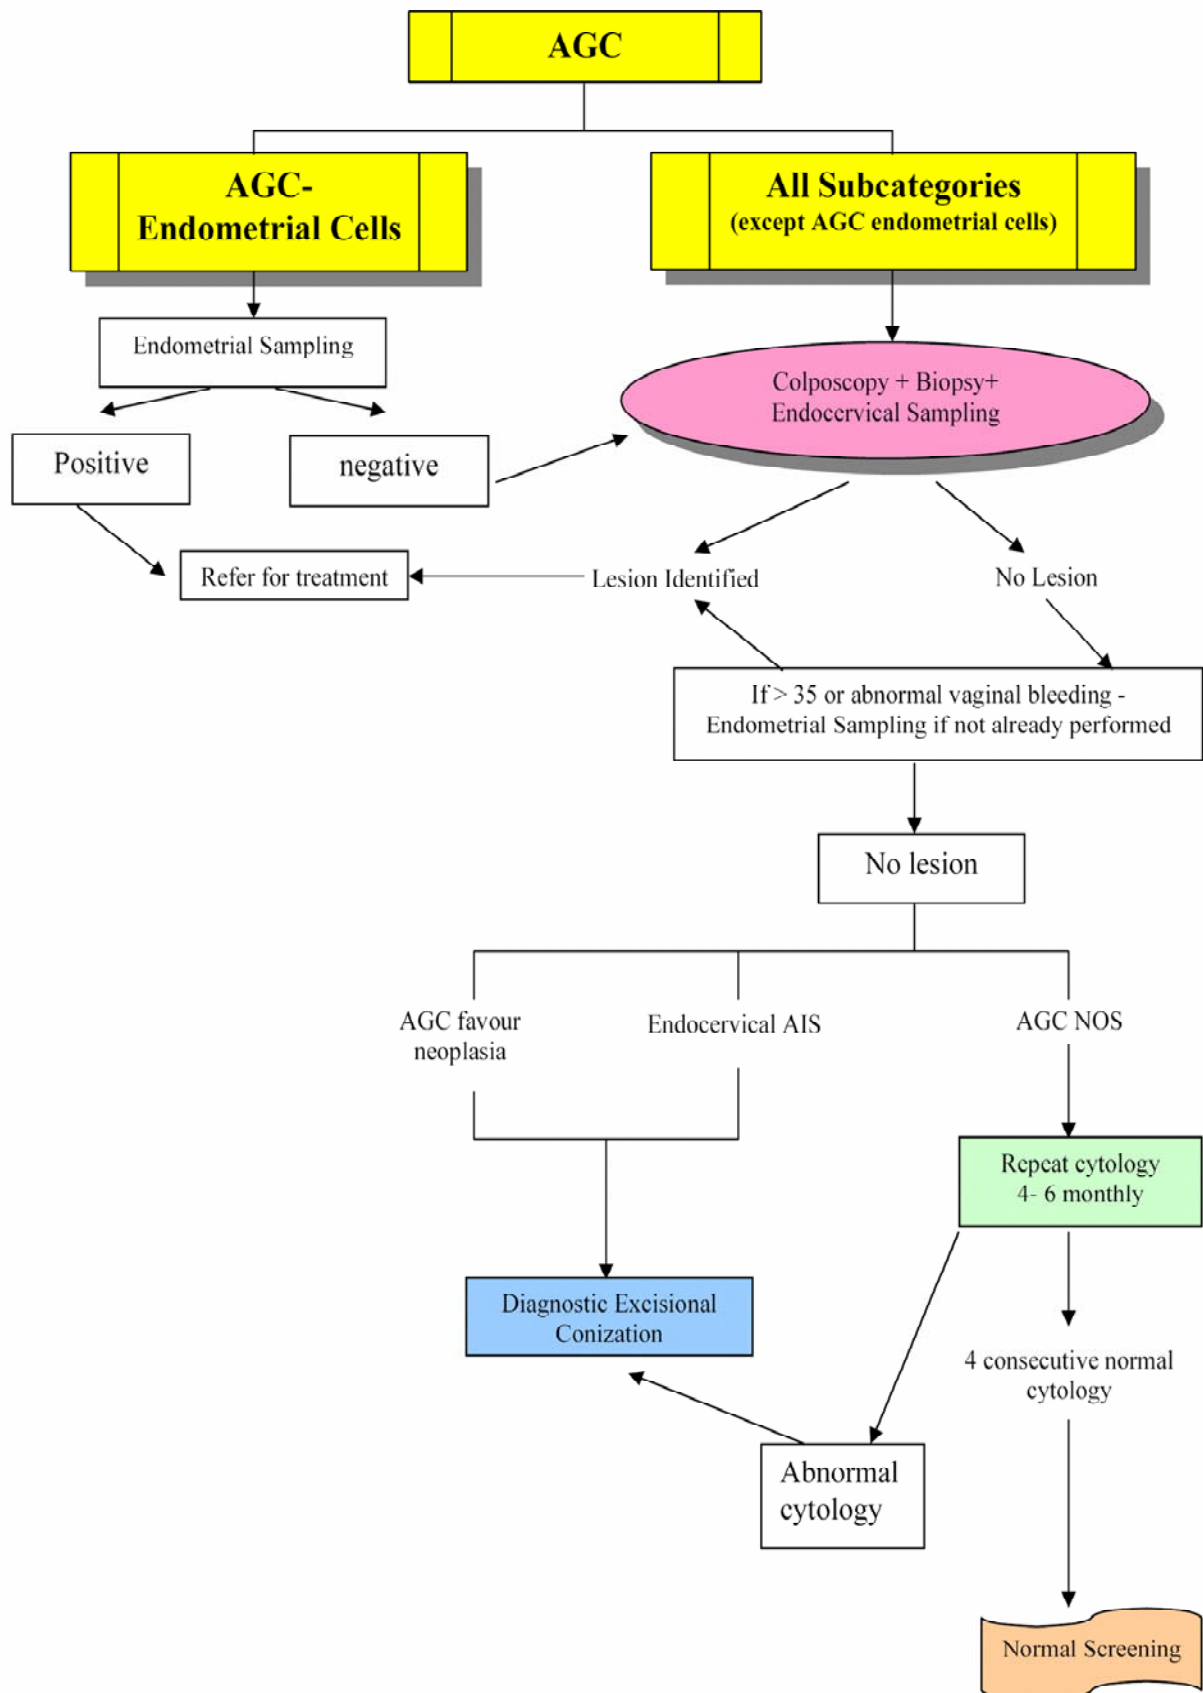 AGC
AGC-
Endometrial Cells
All Subcategories
(except AGC endometrial cells)
Endometrial Sampling
Colposcopy + Biopsy+
Endocervical Sampling
Positive
negative
Refer for treatment
Lesion Identified
No Lesion
If > 35 or abnormal vaginal bleeding -
Endometrial Sampling if not already performed
No lesion
AGC favour
neoplasia
Endocervical AIS
AGC NOS
Repeat cytology
4- 6 monthly
Diagnostic Excisional
Conization
4 consecutive normal
cytology
Abnormal
cytology
Normal Screening